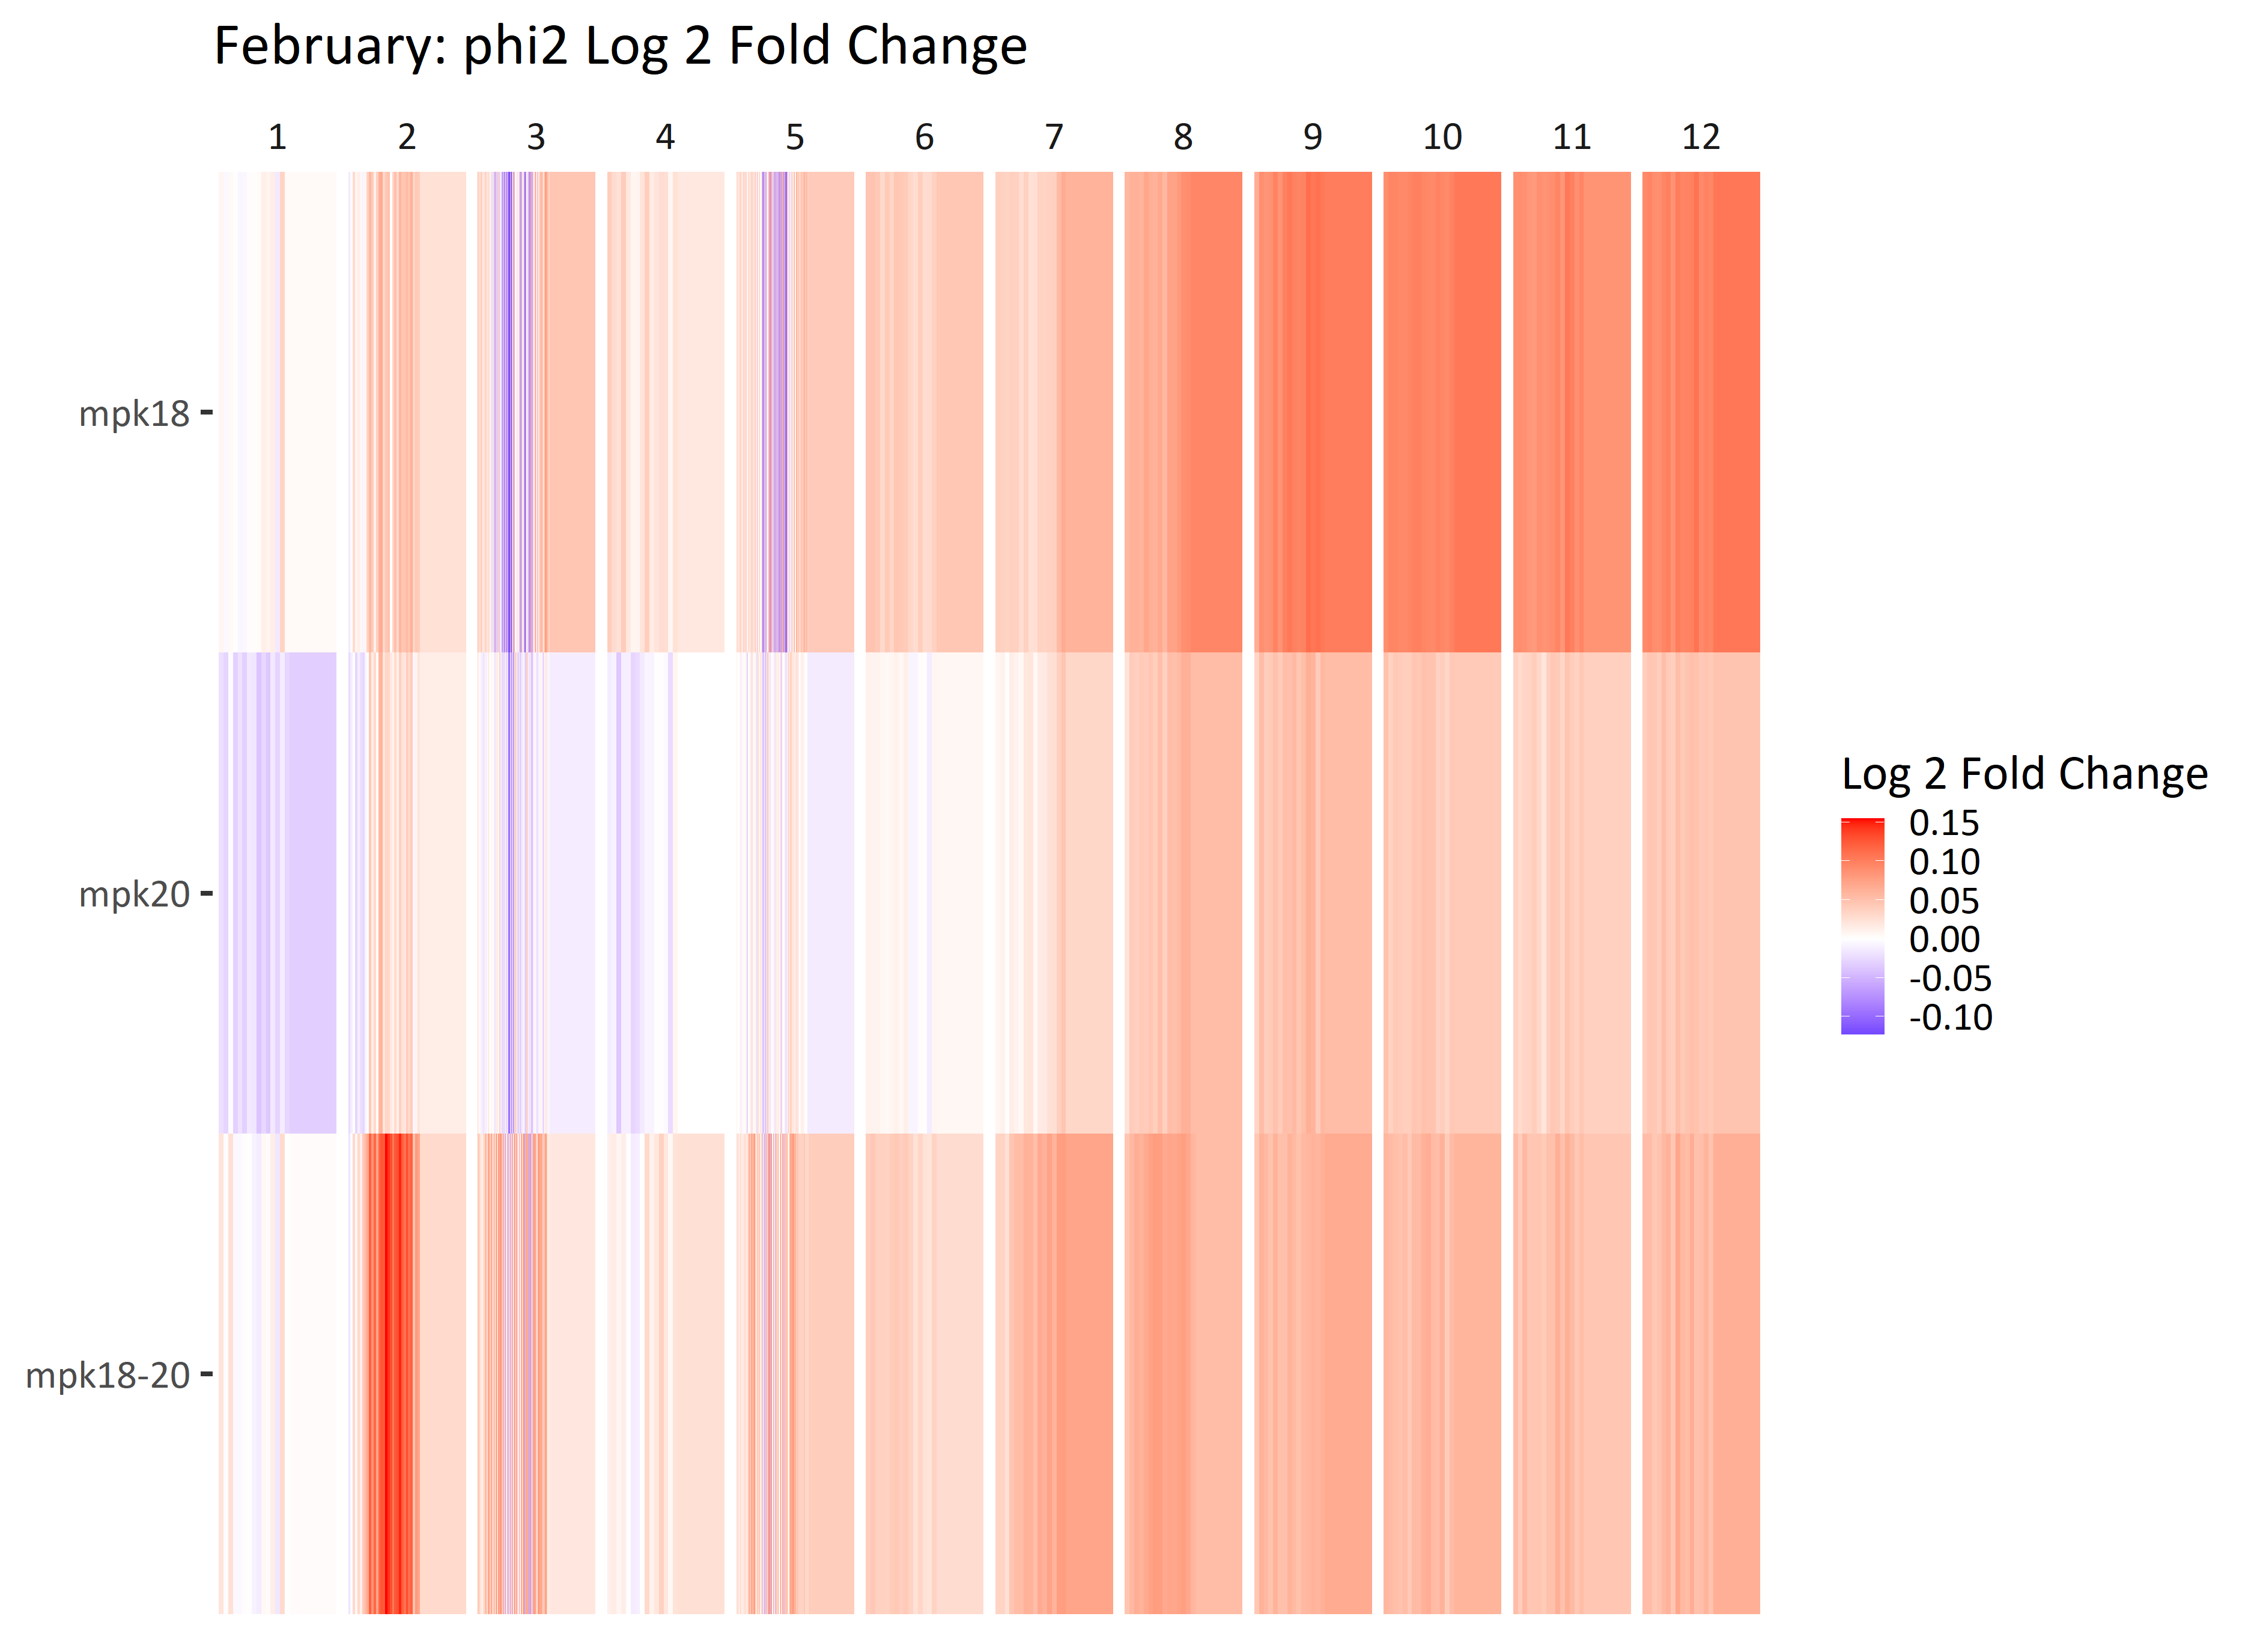 February: phi2 Log 2 Fold Change
1 2 3 4 5 6 7 8 9 10 11 12
mpk18
mpk20
mpk18-20
Log 2 Fold Change
0.15
0.10
0.05
0.00
-0.05
-0.10